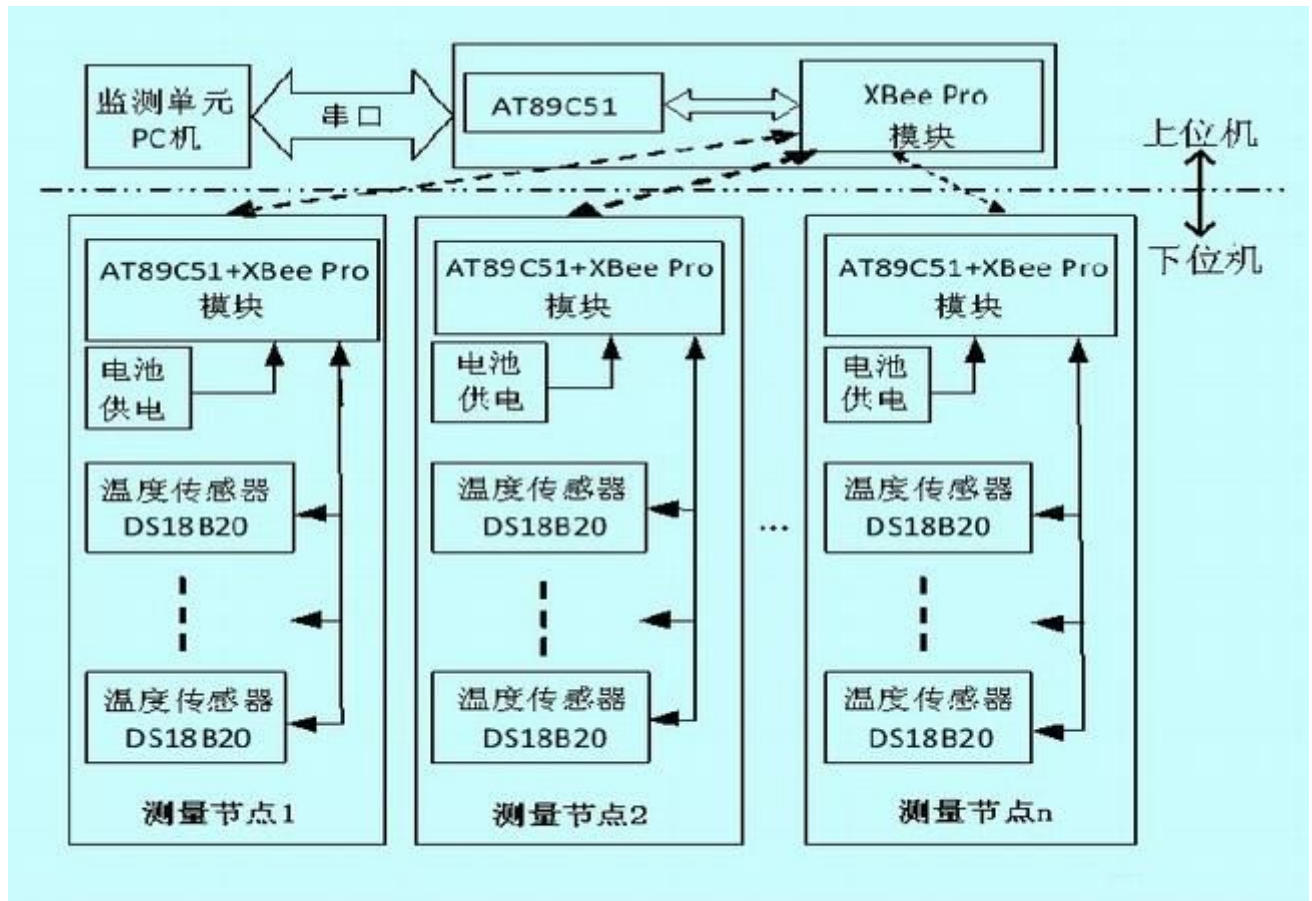 监测单元
PC机
串口
AT89C51
XBee Pro
模块
上位机
下位机
AT89C51+XBee Pro
模块
电池
供电
温度传感器
DS18B20
温度传感器
DS18B20
测量节点1
AT89C51+XBee Pro
模块
电池
供电
温度传感器
DS18B20
温度传感器
DS18B20
测量节点2
...
AT89C51+XBee Pro
模块
电池
供电
温度传感器
DS18B20
温度传感器
DS18B20
测量节点n